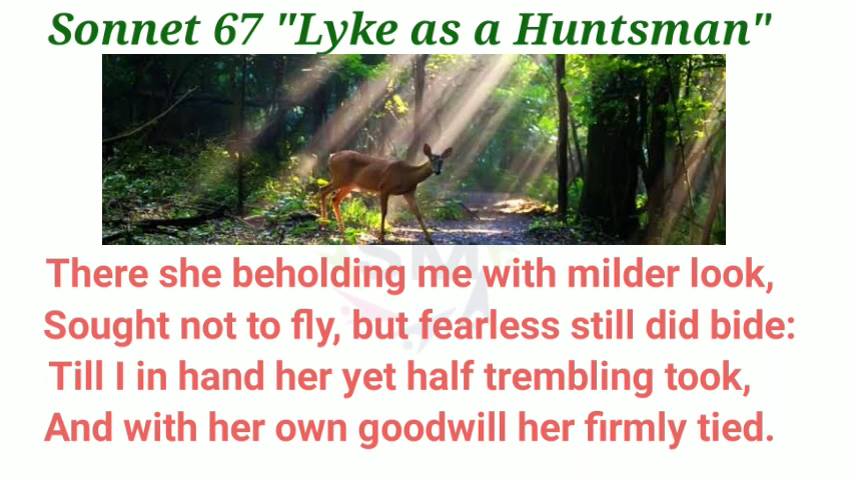 Sonnet 67 "Lyke as a Huntsman"
There she beholding me with milder look,
Sought not to fly, but fearless still did bide:
Till I in hand her yet half trembling took,
And with her own goodwill her firmly tied.